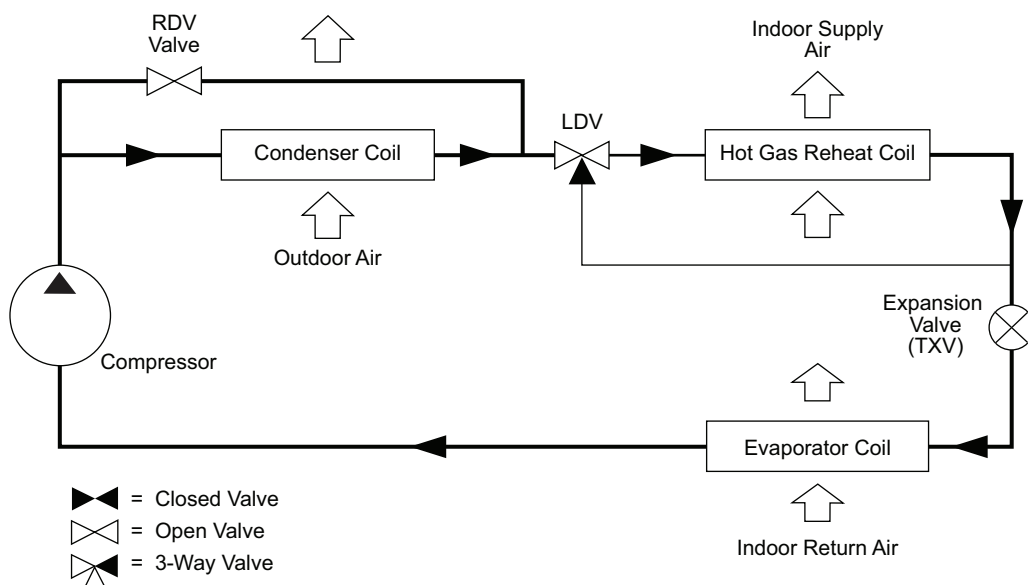 RDV
Valve
Indoor Supply
Air
LDV
Condenser Coil
Hot Gas Reheat Coil
Outdoor Air
Expansion
Valve
(TXV)
Compressor
Evaporator Coil
Indoor Return Air
= Closed Valve
= Open Valve
= 3-Way Valve